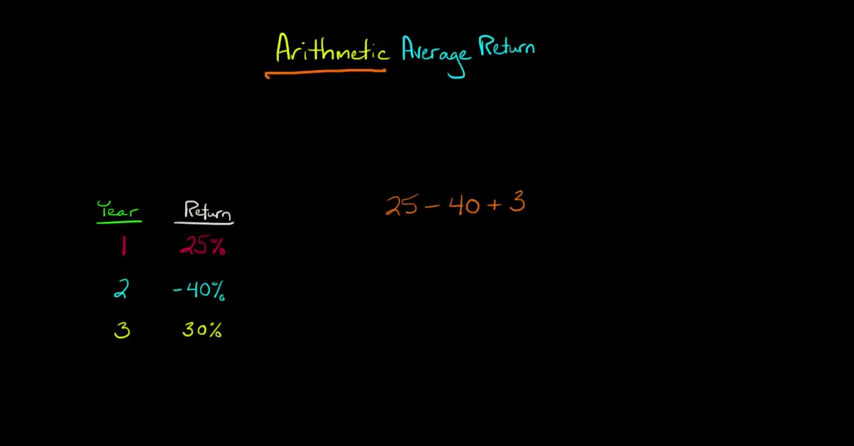 Arithmetic Average Return
Year Return
25 - 40 + 3
1 25%
2 -40%
3 30%